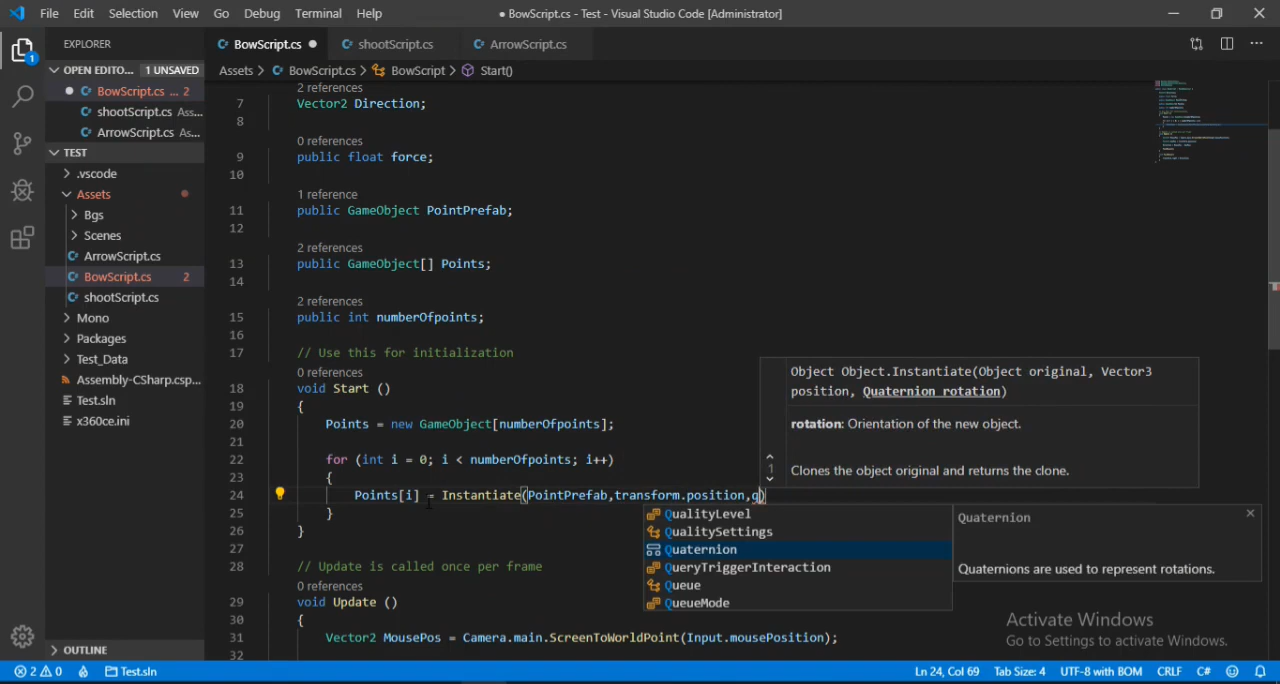 File Edit Selection View Go Debug Terminal Help ● BowScript.cs - Test - Visual Studio Code [Administrator]
EXPLORER
OPEN EDITO... 1 UNSAVED
BowScript.cs ... 2
shootScript.cs Ass...
ArrowScript.cs As...
TEST
.vscode
Assets
Bgs
Scenes
ArrowScript.cs
BowScript.cs 2
shootScript.cs
Mono
Packages
Test_Data
Assembly-CSharp.csp...
Test.sln
x360ce.ini
OUTLINE
1
BowScript.cs shootScript.cs ArrowScript.cs
Assets > BowScript.cs > BowScript > Start()
2 references
7 Vector2 Direction;
8
0 references
9 public float force;
10
1 reference
11 public GameObject PointPrefab;
12
2 references
13 public GameObject[] Points;
14
2 references
15 public int numberOfpoints;
16
17 // Use this for initialization
0 references
18 void Start ()
19 {
20 Points = new GameObject[numberOfpoints];
21
22 for (int i = 0; i < numberOfpoints; i++)
23 {
24 Points[i] = Instantiate(PointPrefab,transform.position,q)
25 }
26 }
27
28 // Update is called once per frame
0 references
29 void Update ()
30 {
31 Vector2 MousePos = Camera.main.ScreenToWorldPoint(Input.mousePosition);
32
Object Object.Instantiate(Object original, Vector3
position, Quaternion rotation)
rotation: Orientation of the new object.
1
Clones the object original and returns the clone.
QualityLevel
QualitySettings
Quaternion
QueryTriggerInteraction
Queue
QueueMode
Quaternion
Quaternions are used to represent rotations.
Activate Windows
Go to Settings to activate Windows.
2 0 Test.sln Ln 24, Col 69 Tab Size: 4 UTF-8 with BOM CRLF C#